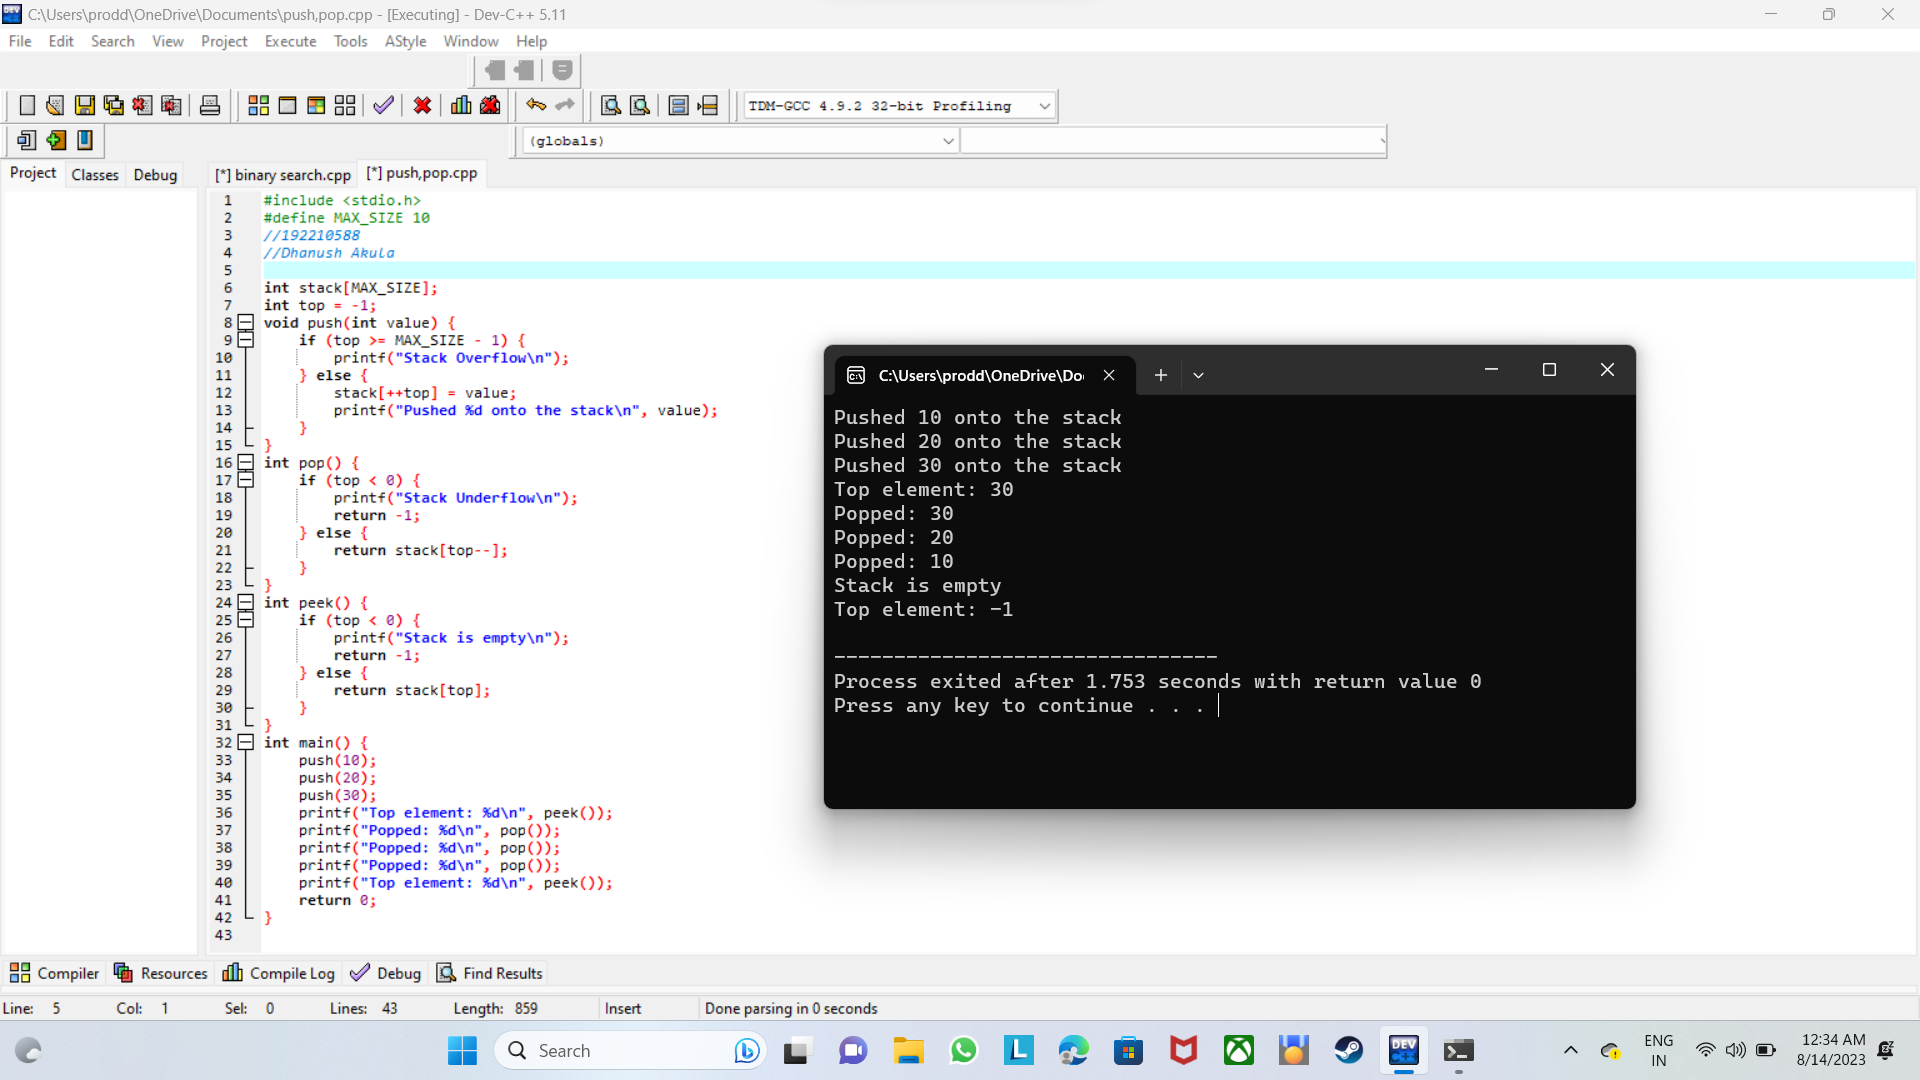 C:\Users\prodd\OneDrive\Documents\push,pop.cpp - [Executing] - Dev-C++ 5.11
File Edit Search View Project Execute Tools AStyle Window Help
TDM-GCC 4.9.2 32-bit Profiling
(globals)
Project Classes Debug
[*] binary search.cpp [*] push,pop.cpp
1 #include <stdio.h>
2 #define MAX_SIZE 10
3 //192210588
4 //Dhanush Akula
5
6 int stack[MAX_SIZE];
7 int top = -1;
8 void push(int value) {
9 if (top >= MAX_SIZE - 1) {
10 printf("Stack Overflow\n");
11 } else {
12 stack[++top] = value;
13 printf("Pushed %d onto the stack\n", value);
14 }
15 }
16 int pop() {
17 if (top < 0) {
18 printf("Stack Underflow\n");
19 return -1;
20 } else {
21 return stack[top--];
22 }
23 }
24 int peek() {
25 if (top < 0) {
26 printf("Stack is empty\n");
27 return -1;
28 } else {
29 return stack[top];
30 }
31 }
32 int main() {
33 push(10);
34 push(20);
35 push(30);
36 printf("Top element: %d\n", peek());
37 printf("Popped: %d\n", pop());
38 printf("Popped: %d\n", pop());
39 printf("Popped: %d\n", pop());
40 printf("Top element: %d\n", peek());
41 return 0;
42 }
43
C:\Users\prodd\OneDrive\Do
Pushed 10 onto the stack
Pushed 20 onto the stack
Pushed 30 onto the stack
Top element: 30
Popped: 30
Popped: 20
Popped: 10
Stack is empty
Top element: -1
--------------------------------
Process exited after 1.753 seconds with return value 0
Press any key to continue . . .
Compiler Resources Compile Log Debug Find Results
Line: 5 Col: 1 Sel: 0 Lines: 43 Length: 859 Insert Done parsing in 0 seconds
Search
DEV C++
ENG
IN
12:34 AM
8/14/2023